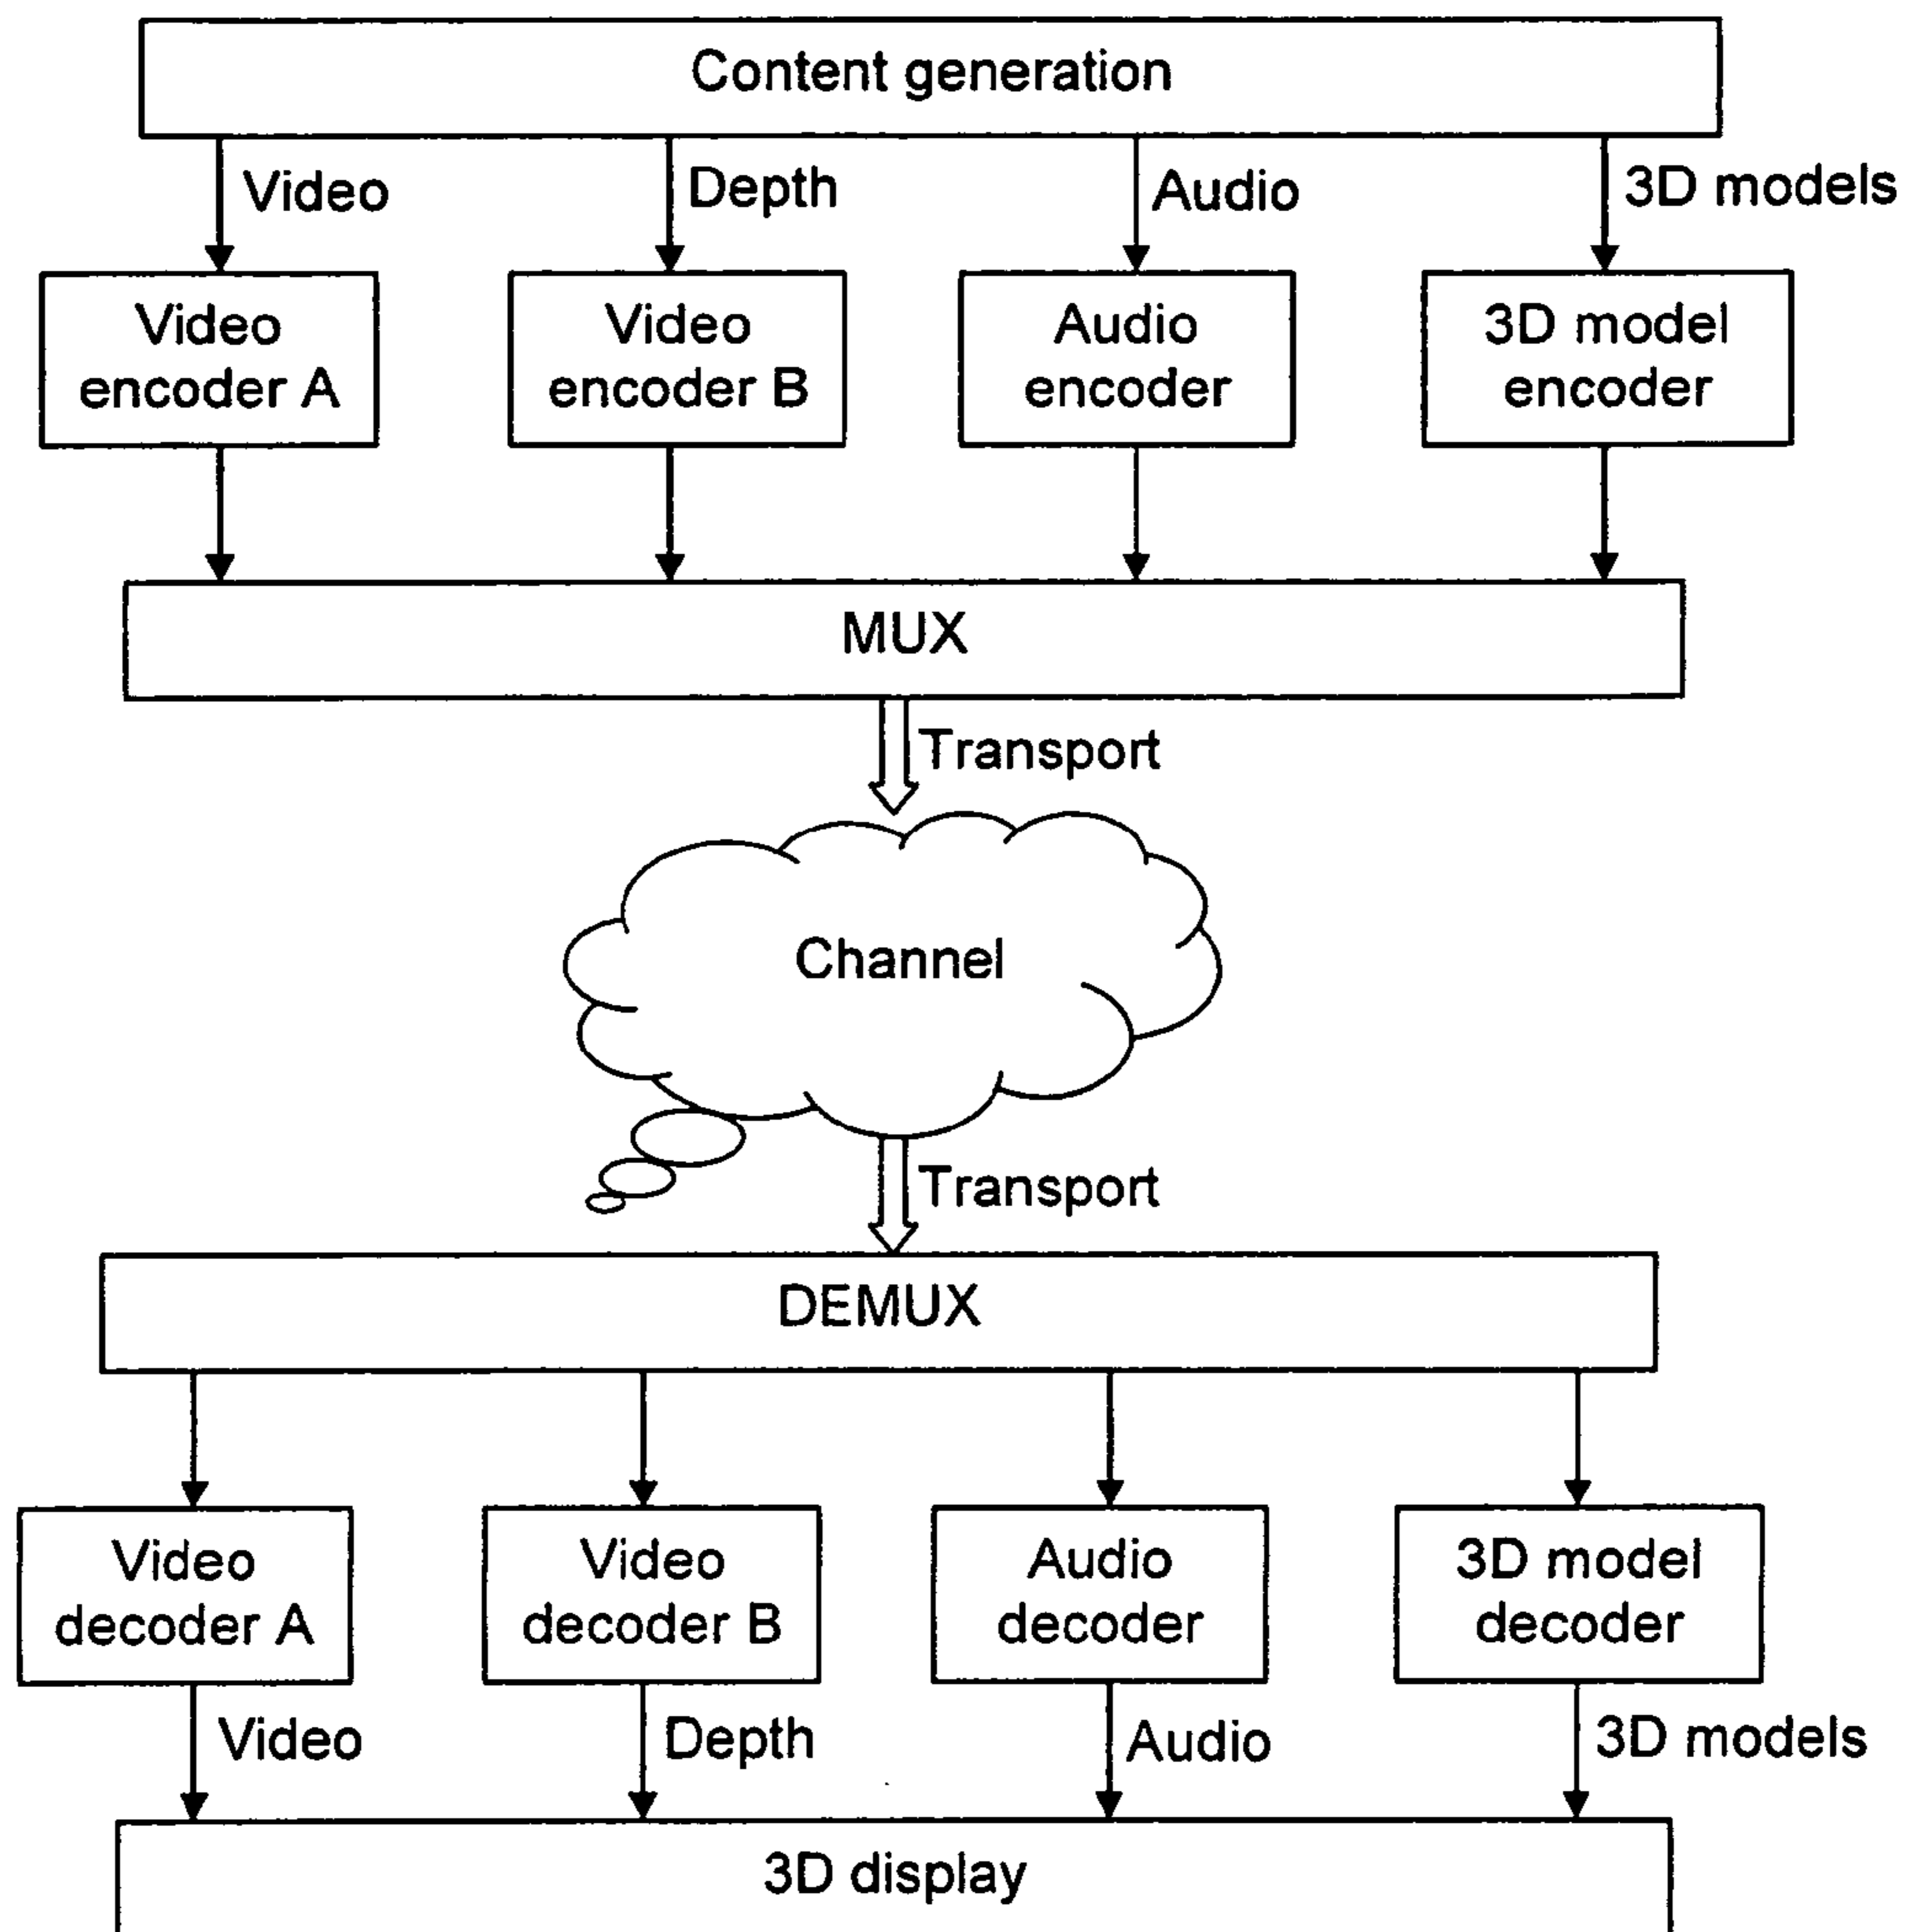 Content generation
Video
Depth
Audio
3D models
Video
encoder A
Video
encoder B
Audio
encoder
3D model
encoder
MUX
Transport
Channel
Transport
DEMUX
Video
decoder A
Video
decoder B
Audio
decoder
3D model
decoder
Video
Depth
Audio
3D models
3D display